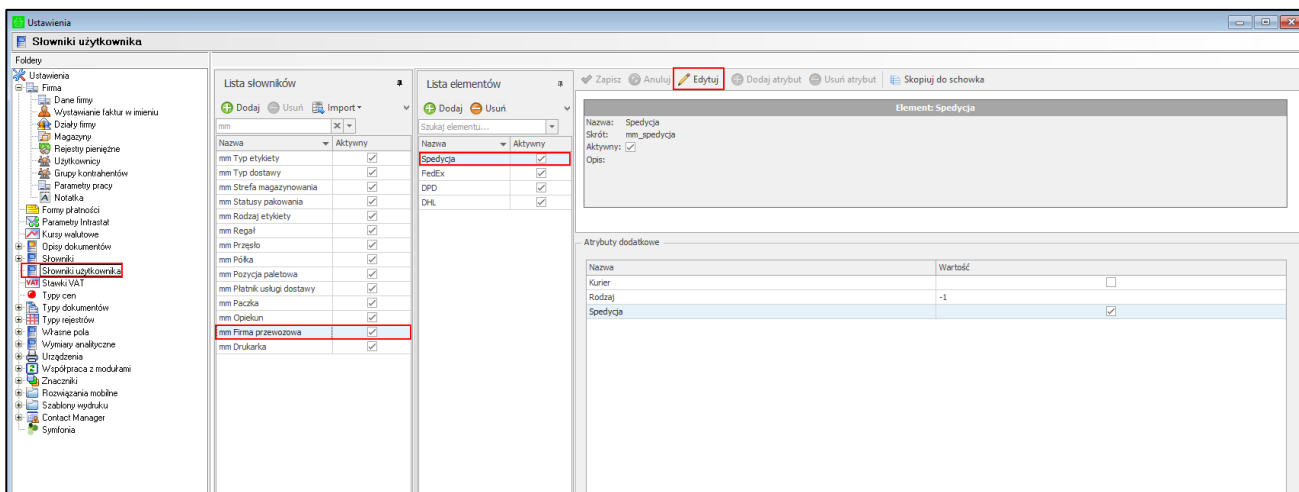 Ustawienia
Słowniki użytkownika
Foldery
Ustawienia
Firma
Dane firmy
Wystawianie faktur w imieniu
Działy firmy
Magazyny
Rejestry pieniężne
Użytkownicy
Grupy kontrahentów
Parametry pracy
Notatka
Formy płatności
Parametry Intrastat
Kursy walutowe
Opisy dokumentów
Słowniki
Słowniki użytkownika
VAT Stawki VAT
Typy cen
Typy dokumentów
Typy rejestrów
Własne pola
Wymiary analityczne
Urządzenia
Współpraca z modułami
Znaczniki
Rozwiązania mobilne
Szablony wydruku
Contact Manager
Symfonia
Lista słowników
Dodaj Usuń Import
mm
Nazwa Aktywny
mm Typ etykiety
mm Typ dostawy
mm Strefa magazynowania
mm Statusy pakowania
mm Rodzaj etykiety
mm Regał
mm Przęsło
mm Półka
mm Pozycja paletowa
mm Płatnik usługi dostawy
mm Paczka
mm Opiekun
mm Firma przewozowa
mm Drukarka
Lista elementów
Dodaj Usuń
Szukaj elementu...
Nazwa Aktywny
Spedycja
FedEx
DPD
DHL
Zapisz Anuluj Edytuj Dodaj atrybut Usuń atrybut Skopiuj do schowka
Element: Spedycja
Nazwa: Spedycja
Skrót: mm_spedycja
Aktywny:
Opis:
Atrybuty dodatkowe
Nazwa Wartość
Kurier
Rodzaj -1
Spedycja